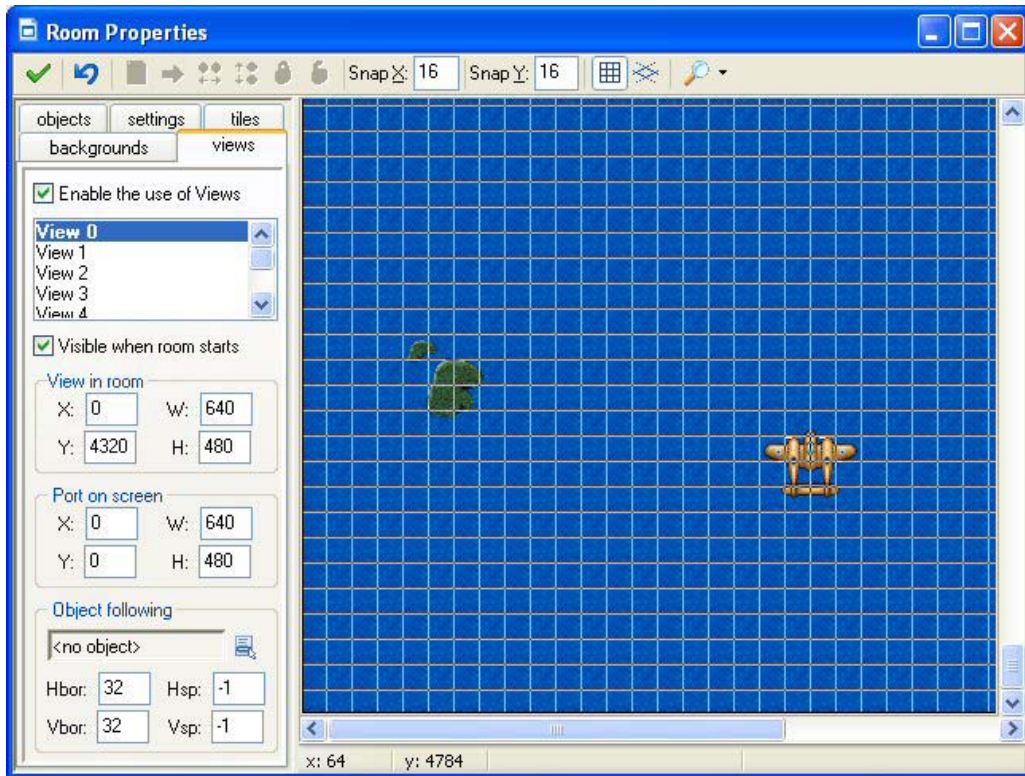 Room Properties
Snap X: 16 Snap Y: 16
objects settings tiles
backgrounds views
Enable the use of Views
View 0
View 1
View 2
View 3
View 4
Visible when room starts
View in room
X: 0 W: 640
Y: 4320 H: 480
Port on screen
X: 0 W: 640
Y: 0 H: 480
Object following
<no object>
Hbor: 32 Hsp: -1
Vbor: 32 Vsp: -1
x: 64 y: 4784